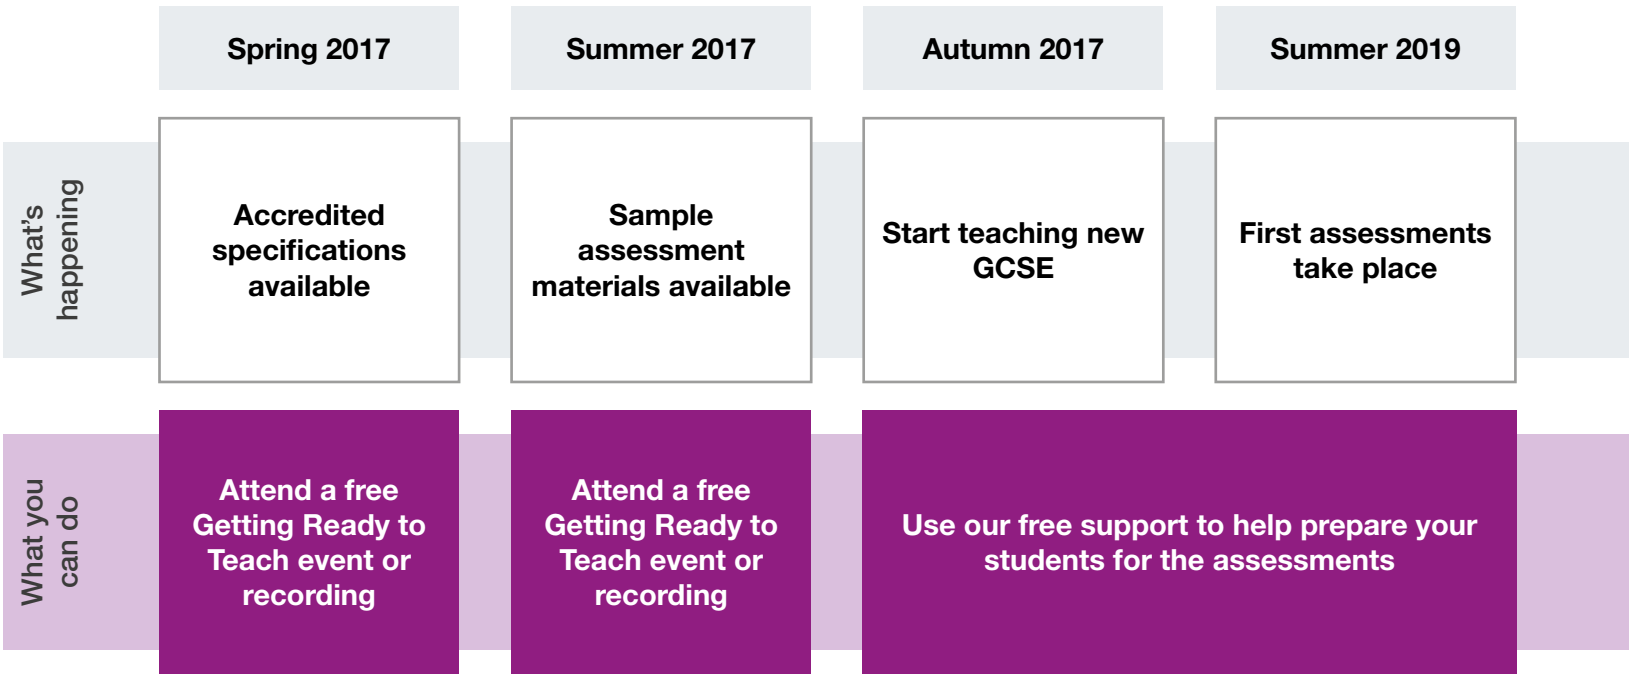 Spring 2017
Summer 2017
Autumn 2017
Summer 2019
What's
happening
Accredited
specifications
available
Sample
assessment
materials available
Start teaching new
GCSE
First assessments
take place
What you
can do
Attend a free
Getting Ready to
Teach event or
recording
Attend a free
Getting Ready to
Teach event or
recording
Use our free support to help prepare your
students for the assessments